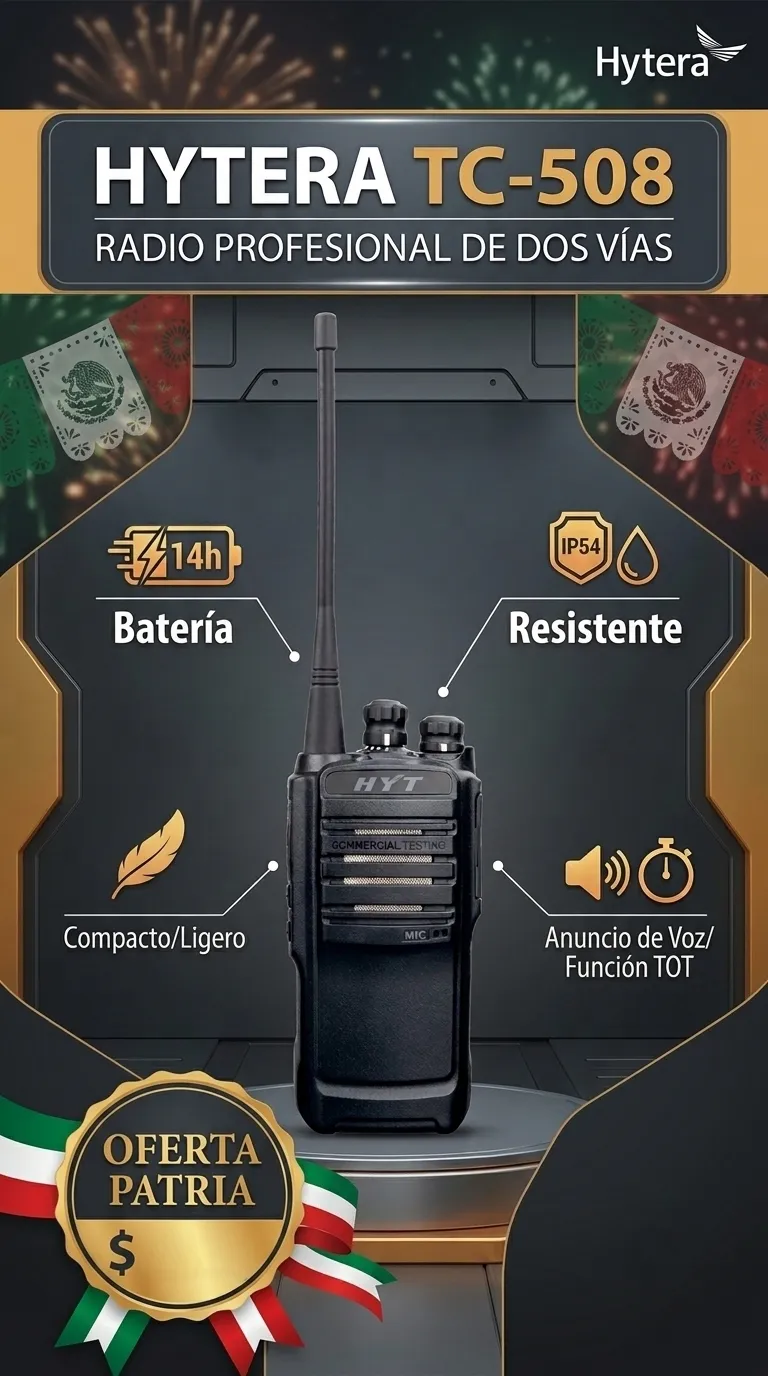 Hytera
HYTERA TC-508
RADIO PROFESIONAL DE DOS VÍAS
14h
Batería
IP54
Resistente
HYT
COMMERCIAL TESTING
MIC
Compacto/Ligero
Anuncio de Voz/
Función TOT
OFERTA
PATRIA
$